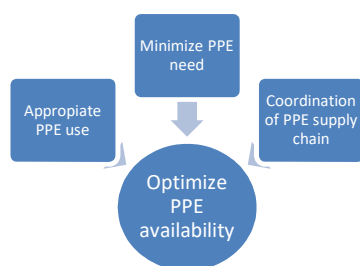 Minimize PPE
need
Appropiate
PPE use
Coordination
of PPE supply
chain
Optimize
PPE
availability